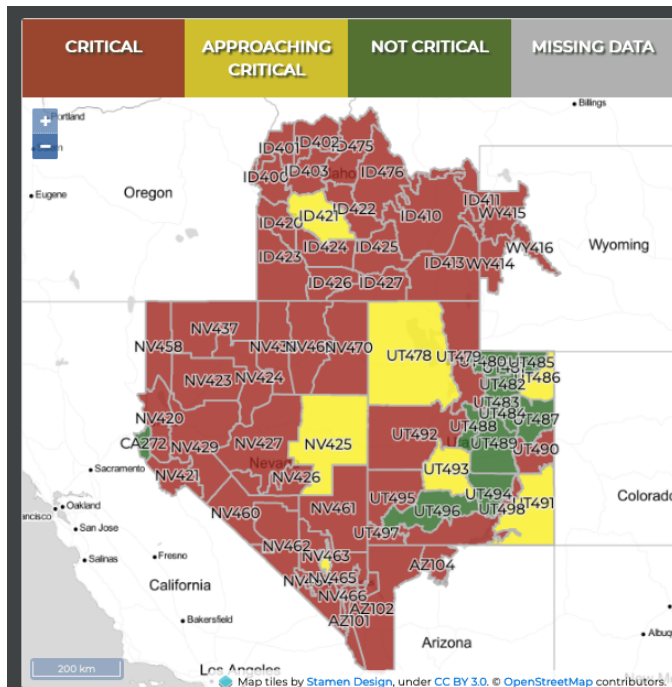 CRITICAL
APPROACHING
CRITICAL
NOT CRITICAL
MISSING DATA
+
Portland
−
Billings
Eugene
Oregon
ID401
ID402
ID475
ID400
ID403
ID476
ID411
WY415
ID420
ID421
ID422
ID410
WY416
Wyoming
ID423
ID424
ID425
ID413
WY414
ID426
ID427
NV437
NV458
NV470
UT478
UT479
UT485
UT486
NV423
NV424
UT482
UT483
UT484
UT487
NV420
CA272
NV429
NV427
NV425
UT492
UT488
UT489
UT490
Sacramento
NV421
NV426
UT493
Oakland
San Jose
NV460
NV461
UT495
UT496
UT494
UT498
UT491
Colorado
Salinas
Fresno
NV462
NV463
UT497
California
NV465
NV466
AZ104
AZ102
AZ101
Bakersfield
Arizona
200 km
Los Angeles
Map tiles by Stamen Design, under CC BY 3.0. © OpenStreetMap contributors.